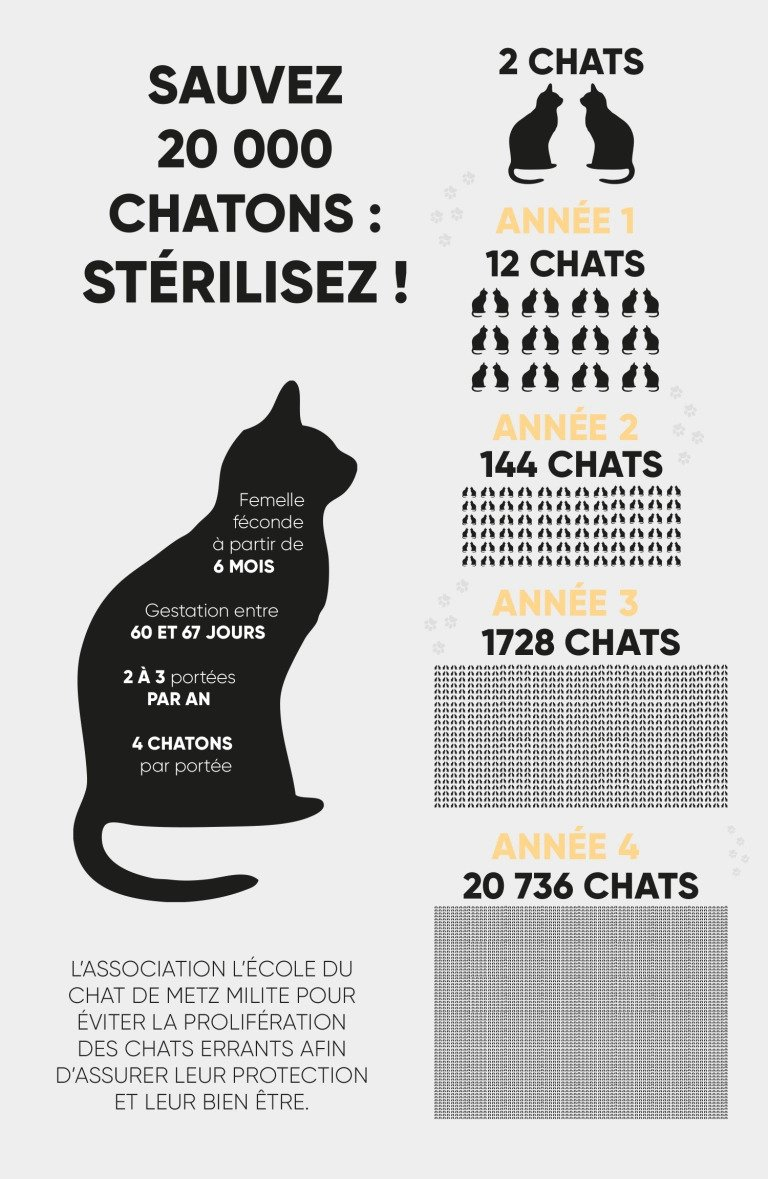 SAUVEZ
20 000
CHATONS :
STÉRILISEZ !
Femelle
féconde
à partir de
6 MOIS
Gestation entre
60 ET 67 JOURS
2 À 3 portées
PAR AN
4 CHATONS
par portée
L'ASSOCIATION L'ÉCOLE DU
CHAT DE METZ MILITE POUR
ÉVITER LA PROLIFÉRATION
DES CHATS ERRANTS AFIN
D'ASSURER LEUR PROTECTION
ET LEUR BIEN ÊTRE.
2 CHATS
ANNÉE 1
12 CHATS
ANNÉE 2
144 CHATS
ANNÉE 3
1728 CHATS
ANNÉE 4
20 736 CHATS